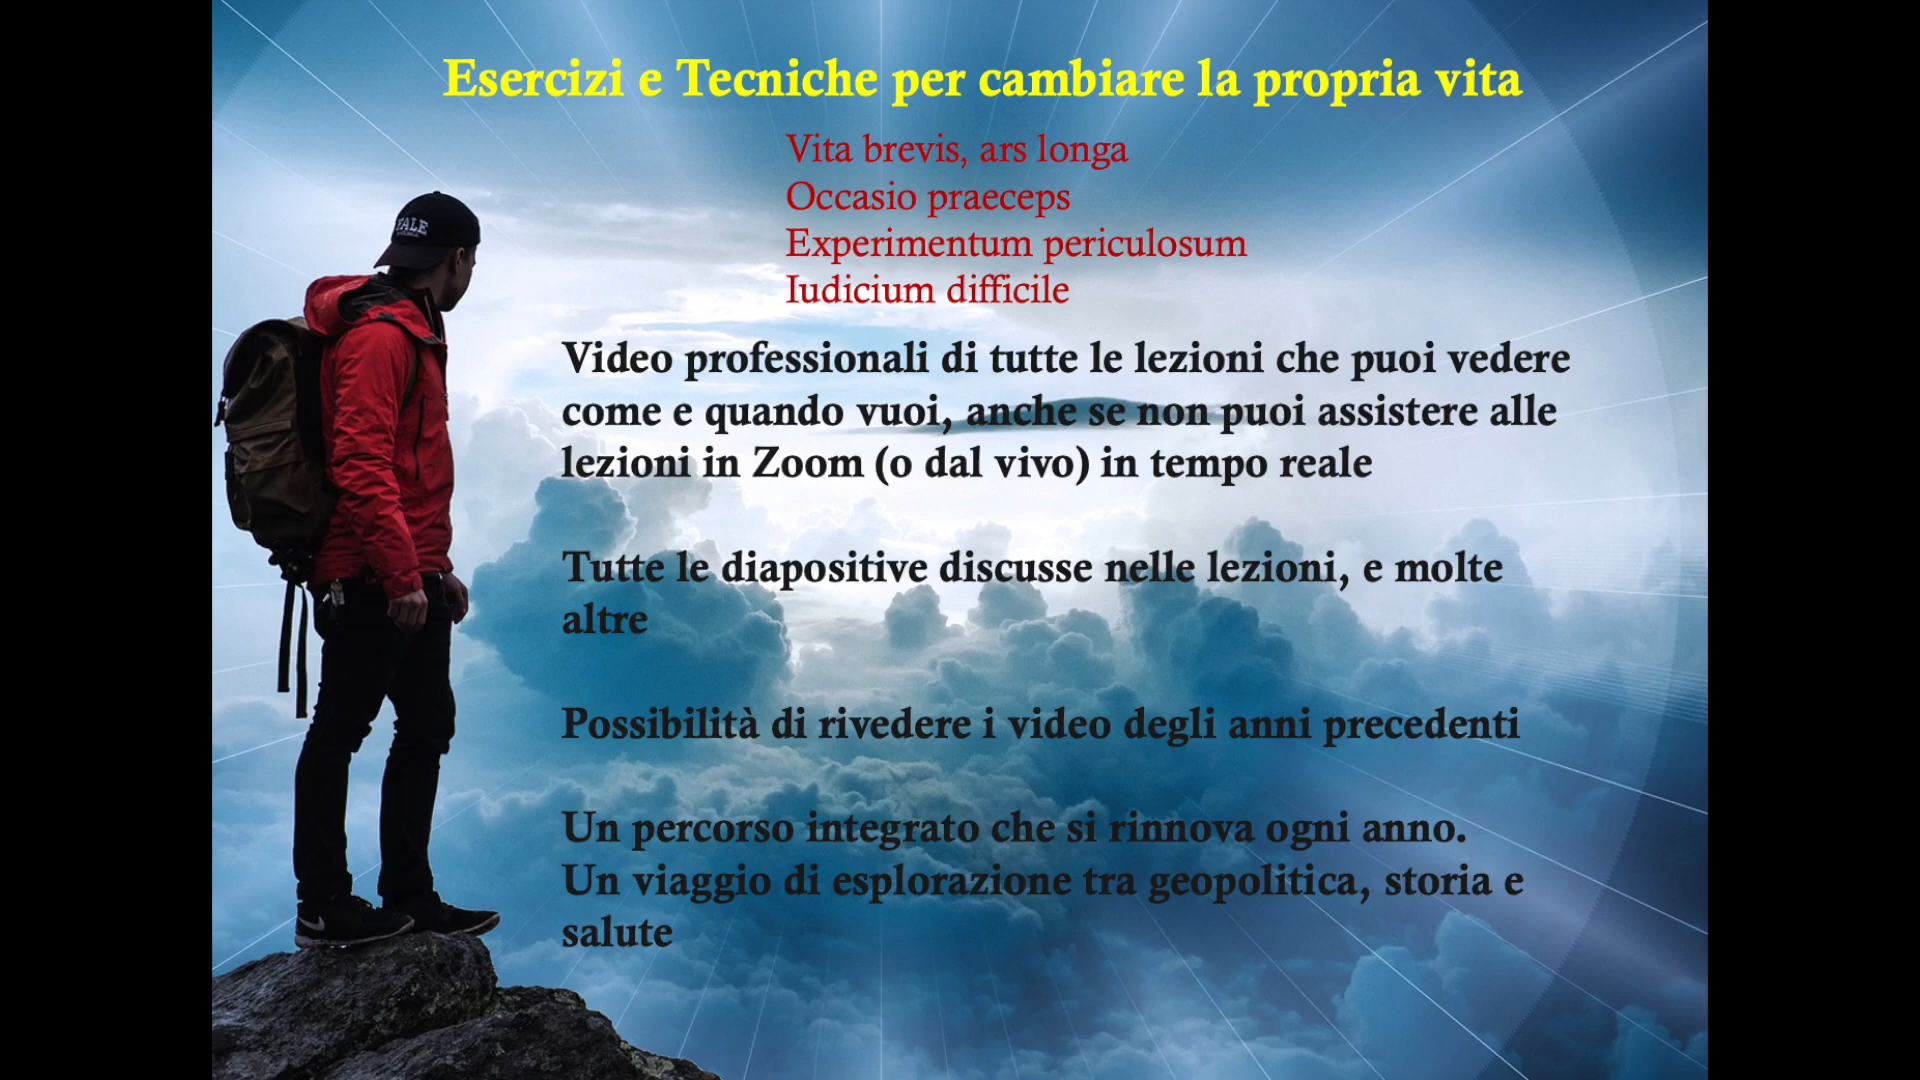 Esercizi e Tecniche per cambiare la propria vita
Vita brevis, ars longa
Occasio praeceps
Experimentum periculosum
Iudicium difficile
YALE
Video professionali di tutte le lezioni che puoi vedere
come e quando vuoi, anche se non puoi assistere alle
lezioni in Zoom (o dal vivo) in tempo reale
Tutte le diapositive discusse nelle lezioni, e molte
altre
Possibilità di rivedere i video degli anni precedenti
Un percorso integrato che si rinnova ogni anno.
Un viaggio di esplorazione tra geopolitica, storia e
salute